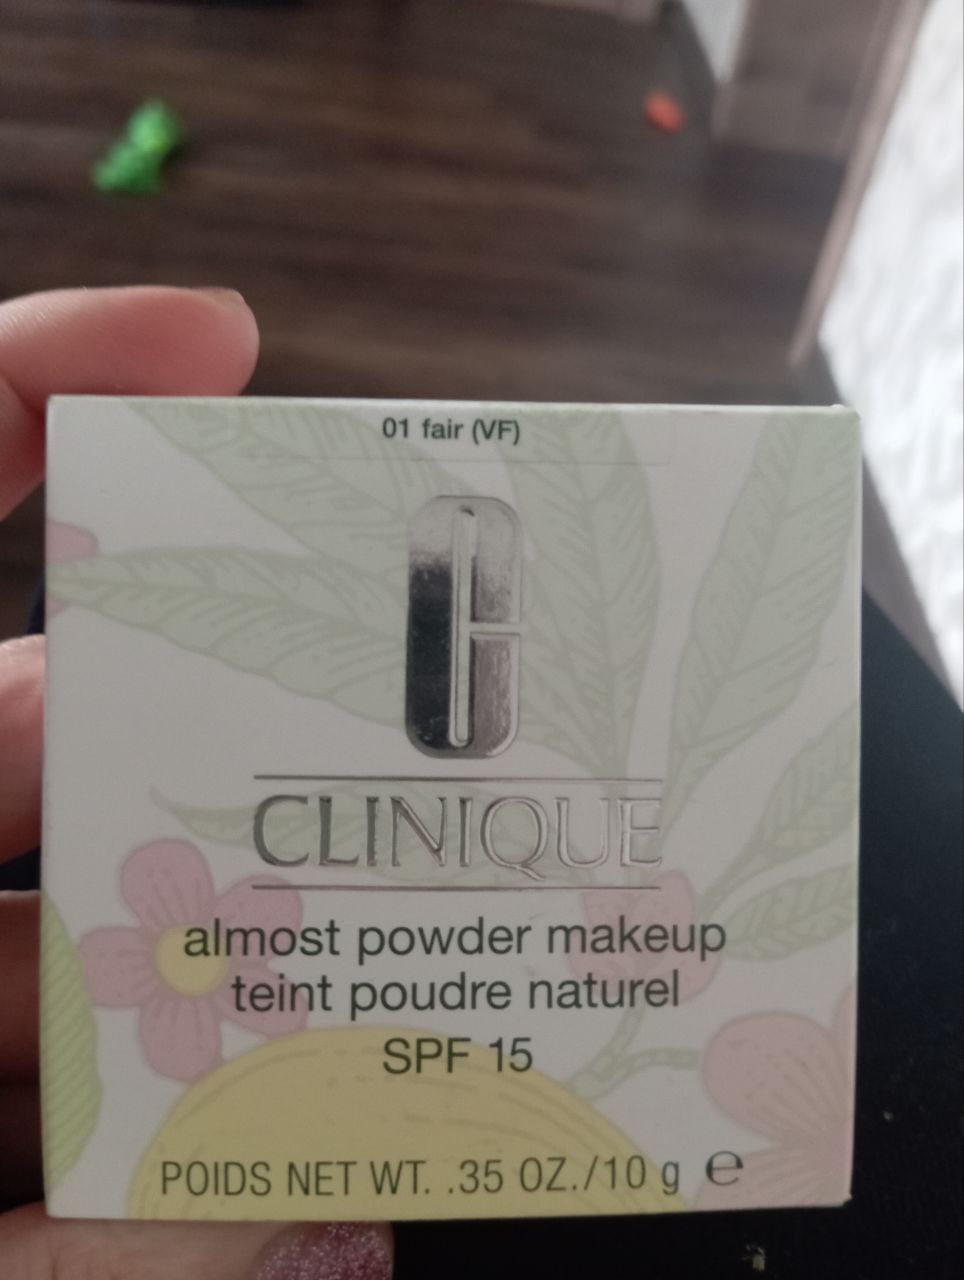 01 fair (VF)
CLINIQUE
almost powder makeup
teint poudre naturel
SPF 15
POIDS NET WT. .35 OZ./10 g ℮